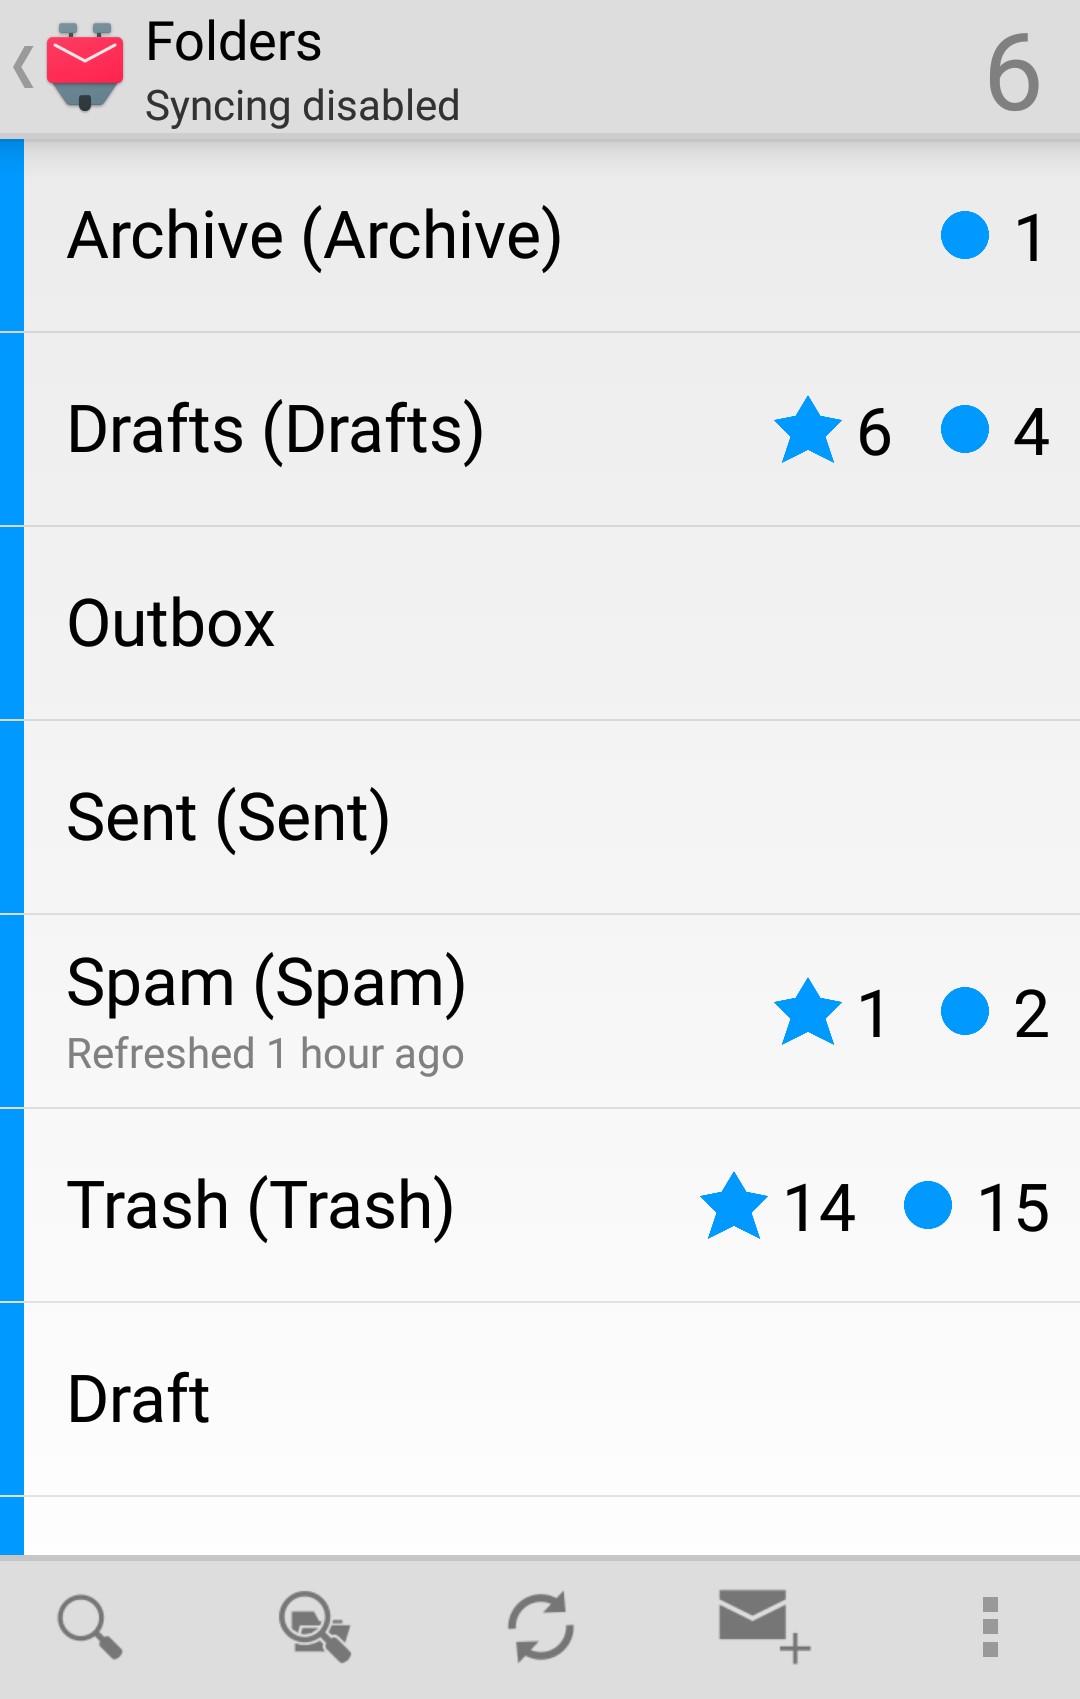 Folders
6
Syncing disabled
Archive (Archive)
1
Drafts (Drafts)
6
4
Outbox
Sent (Sent)
Spam (Spam)
1
2
Refreshed 1 hour ago
Trash (Trash)
14
15
Draft